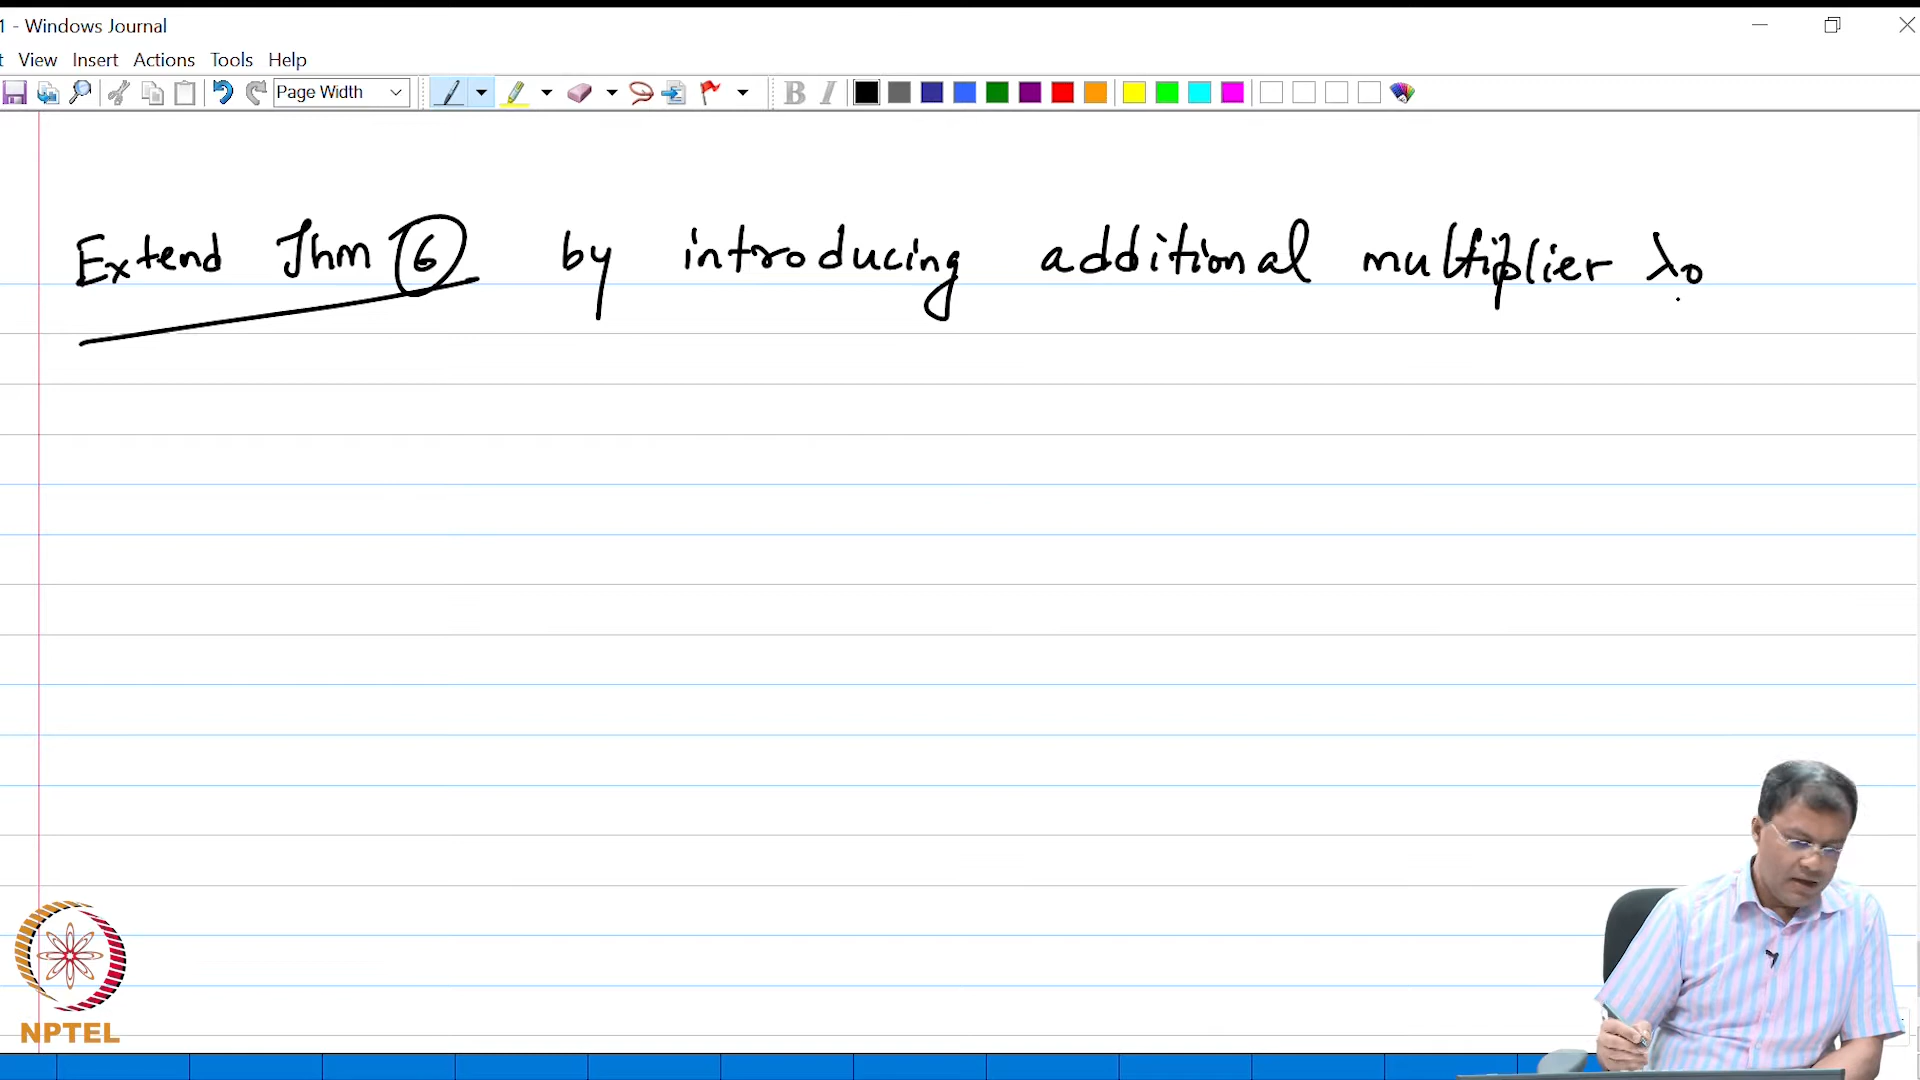 1 - Windows Journal
t View Insert Actions Tools Help
Page Width B I
Extend Thm 6 by introducing additional multiplier λ₀
NPTEL